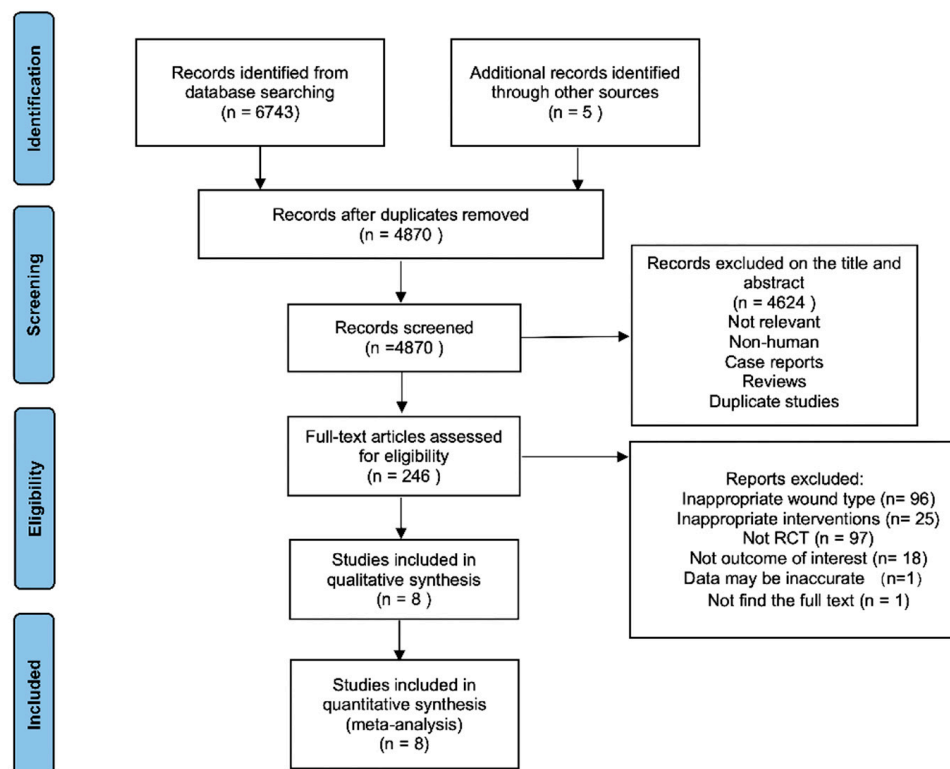 Identification
Records identified from
database searching
(n = 6743)
Additional records identified
through other sources
(n = 5 )
Records after duplicates removed
(n = 4870 )
Screening
Records screened
(n =4870 )
Records excluded on the title and
abstract
(n = 4624 )
Not relevant
Non-human
Case reports
Reviews
Duplicate studies
Eligibility
Full-text articles assessed
for eligibility
(n = 246 )
Reports excluded:
Inappropriate wound type (n= 96)
Inappropriate interventions (n= 25)
Not RCT (n = 97)
Not outcome of interest (n= 18)
Data may be inaccurate (n=1)
Not find the full text (n = 1)
Studies included in
qualitative synthesis
(n = 8 )
Included
Studies included in
quantitative synthesis
(meta-analysis)
(n = 8)